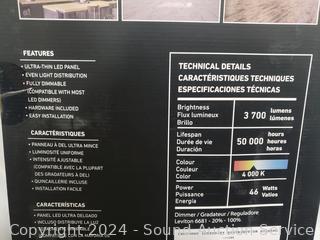 FEATURES
• ULTRA-THIN LED PANEL
• EVEN LIGHT DISTRIBUTION
• FULLY DIMMABLE
(COMPATIBLE WITH MOST
LED DIMMERS)
• HARDWARE INCLUDED
• EASY INSTALLATION
CARACTÉRISTIQUES
• PANNEAU À DEL ULTRA MINCE
• LUMINOSITÉ UNIFORME
• INTENSITÉ AJUSTABLE
(COMPATIBLE AVEC LA PLUPART
DES GRADATEURS À DEL)
• QUINCAILLERIE INCLUSE
• INSTALLATION FACILE
CARACTERÍSTICAS
• PANEL LED ULTRA DELGADO
TECHNICAL DETAILS
CARACTÉRISTIQUES TECHNIQUES
ESPECIFICACIONES TÉCNICAS
Brightness
Flux lumineux
Brillo
3 700 lumens
lúmenes
Lifespan
Durée de vie
Duración
50 000 hours
heures
horas
Colour
Couleur
Color
4 000 K
Power
Puissance
Energía
46 Watts
Vatios
Dimmer / Gradateur / Reguladore
Leviton 6681 - 20% - 100%
Copyright 2024 - Sound Auction Service